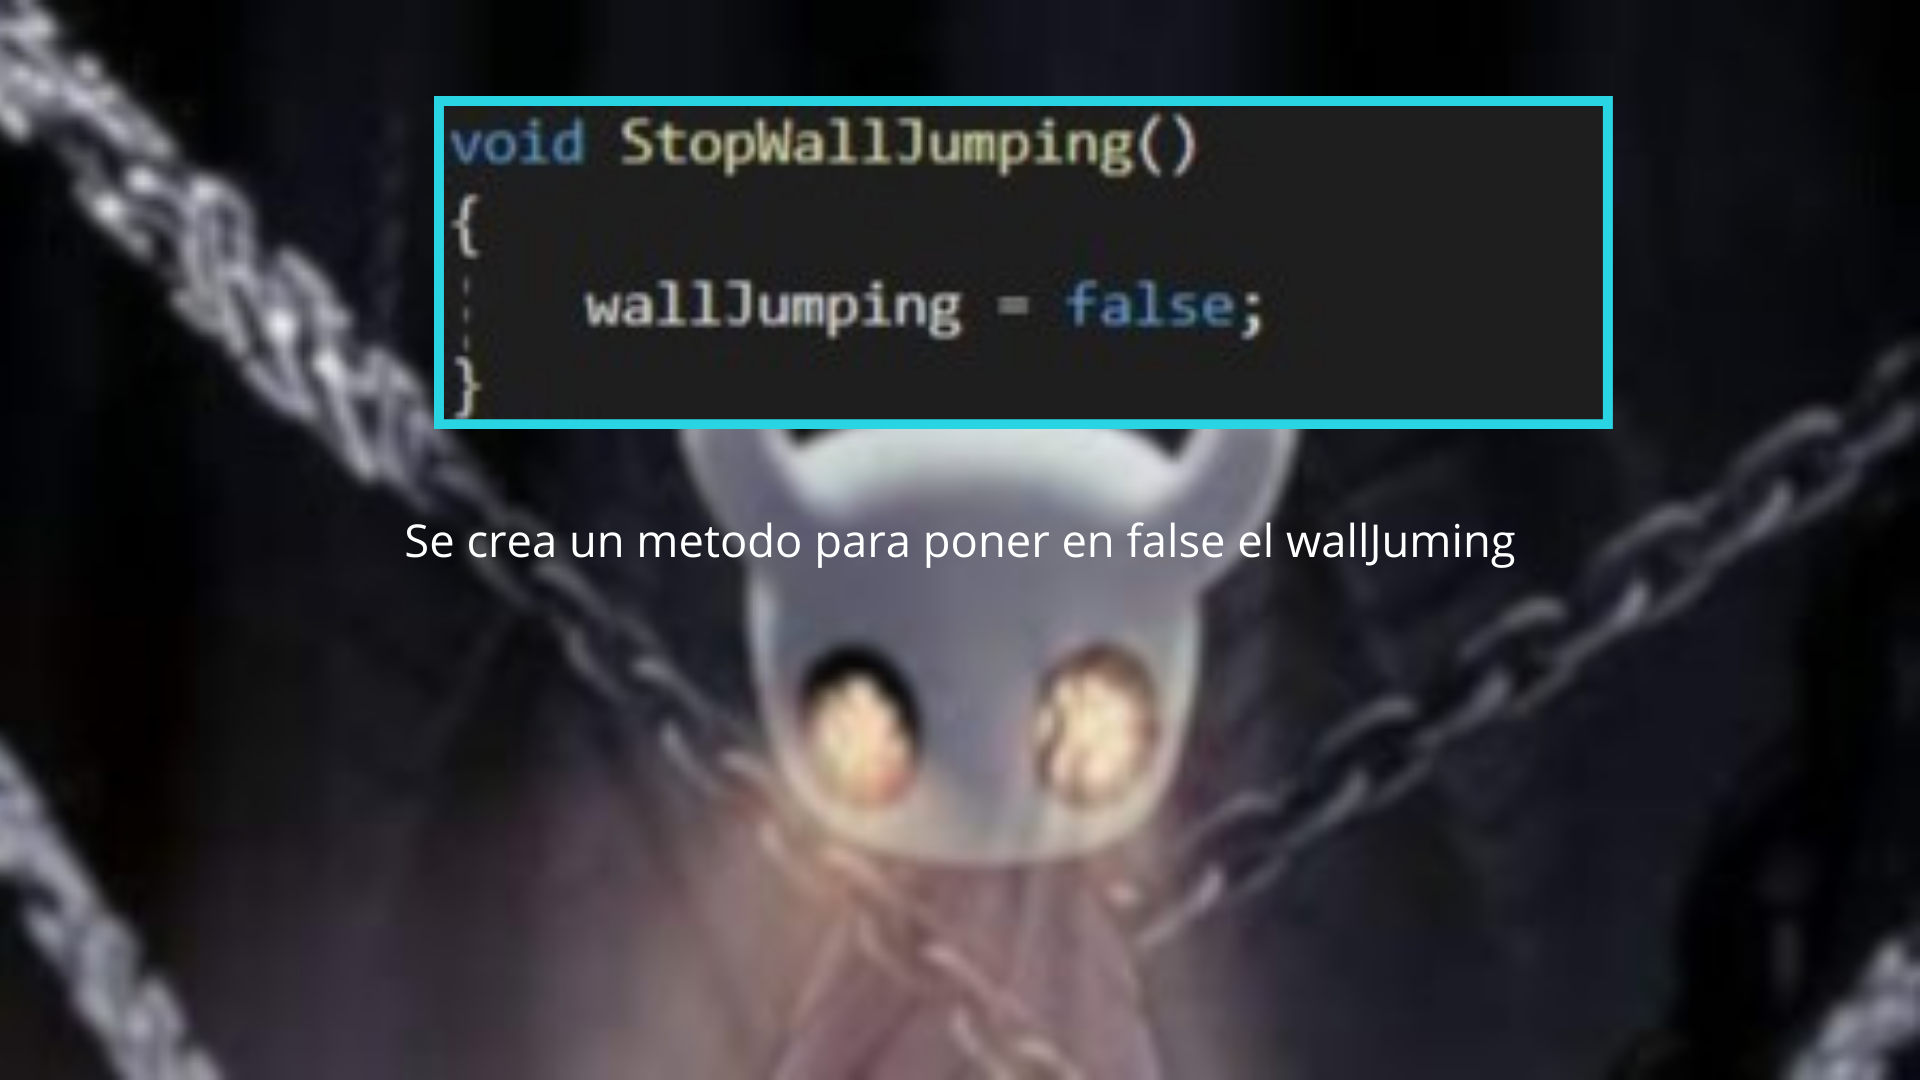 void StopWallJumping()
{
wallJumping = false;
}
Se crea un metodo para poner en false el wallJuming